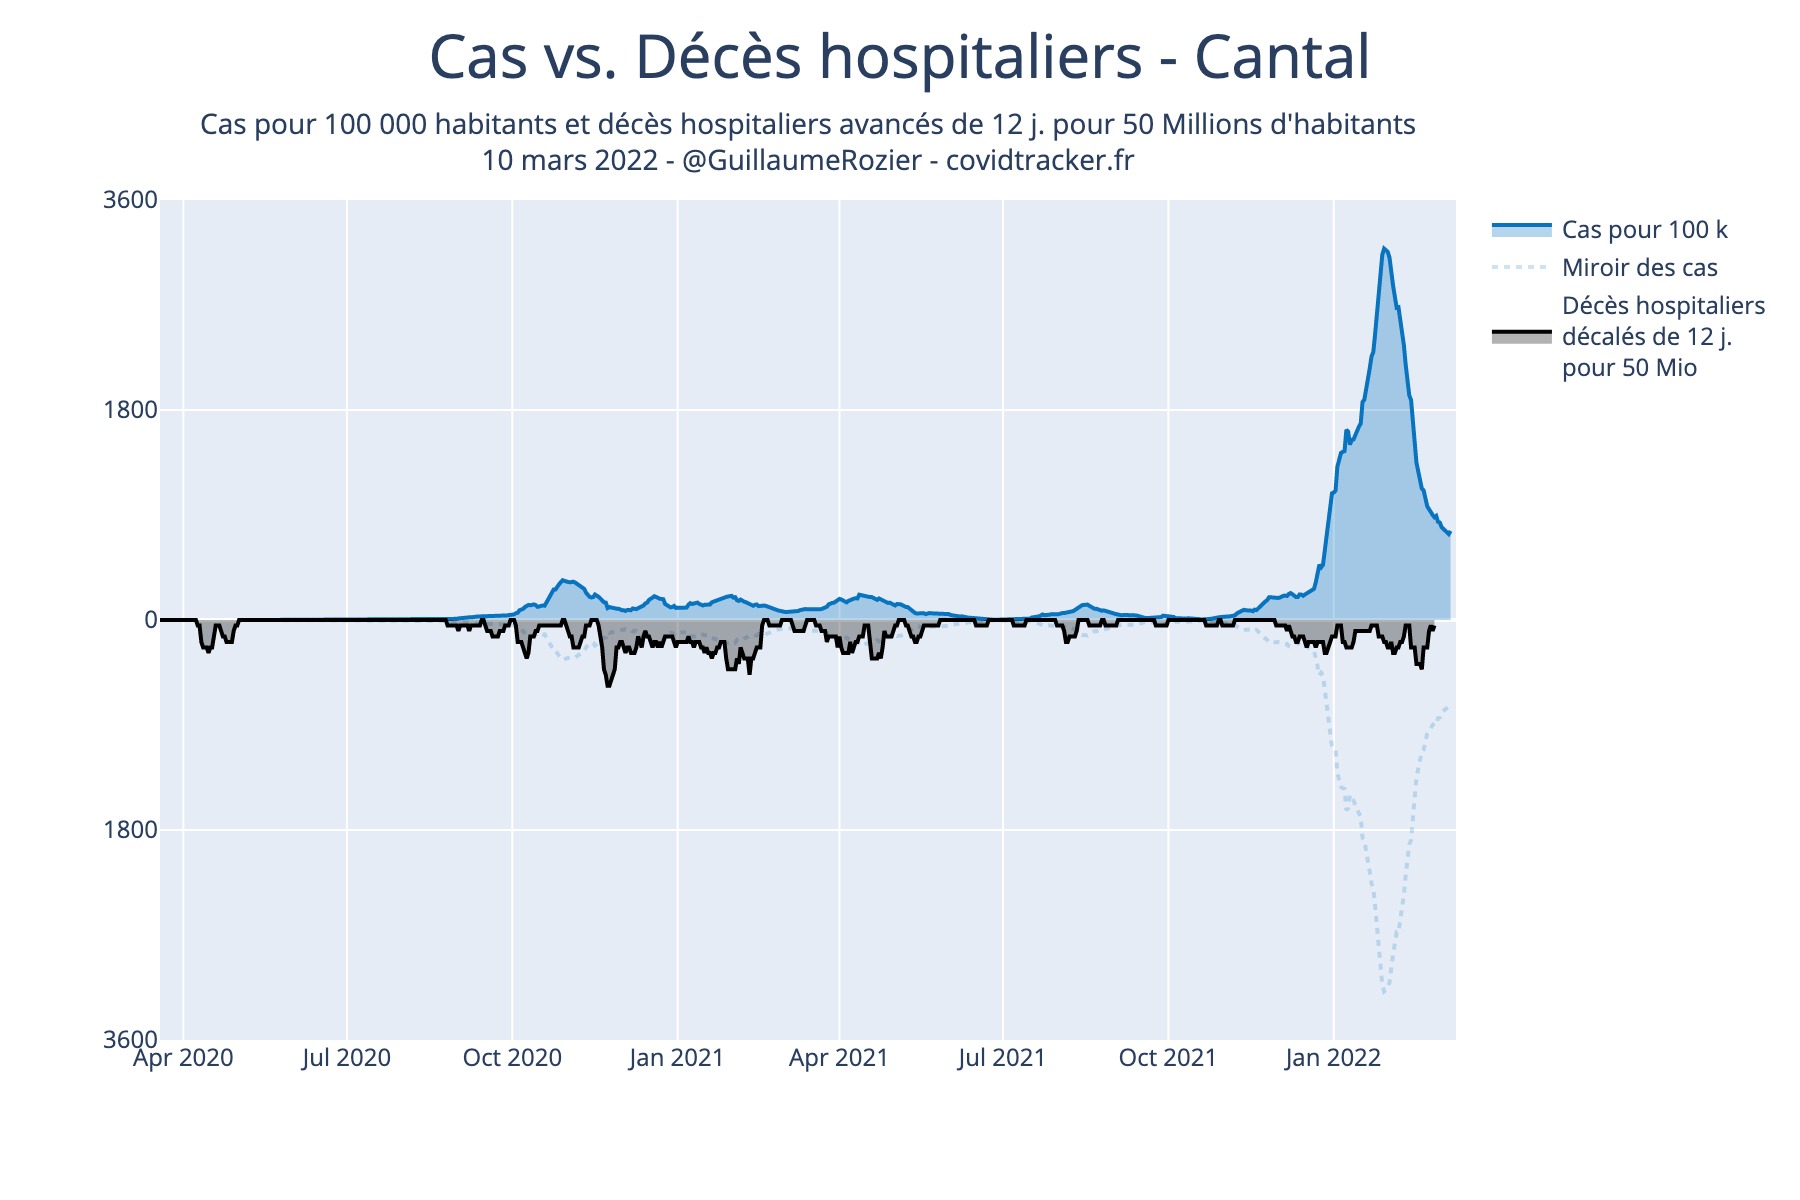 Cas vs. Décès hospitaliers - Cantal
Cas pour 100 000 habitants et décès hospitaliers avancés de 12 j. pour 50 Millions d'habitants
10 mars 2022 - @GuillaumeRozier - covidtracker.fr
3600
1800
0
1800
3600
Apr 2020
Jul 2020
Oct 2020
Jan 2021
Apr 2021
Jul 2021
Oct 2021
Jan 2022
Cas pour 100 k
Miroir des cas
Décès hospitaliers
décalés de 12 j.
pour 50 Mio